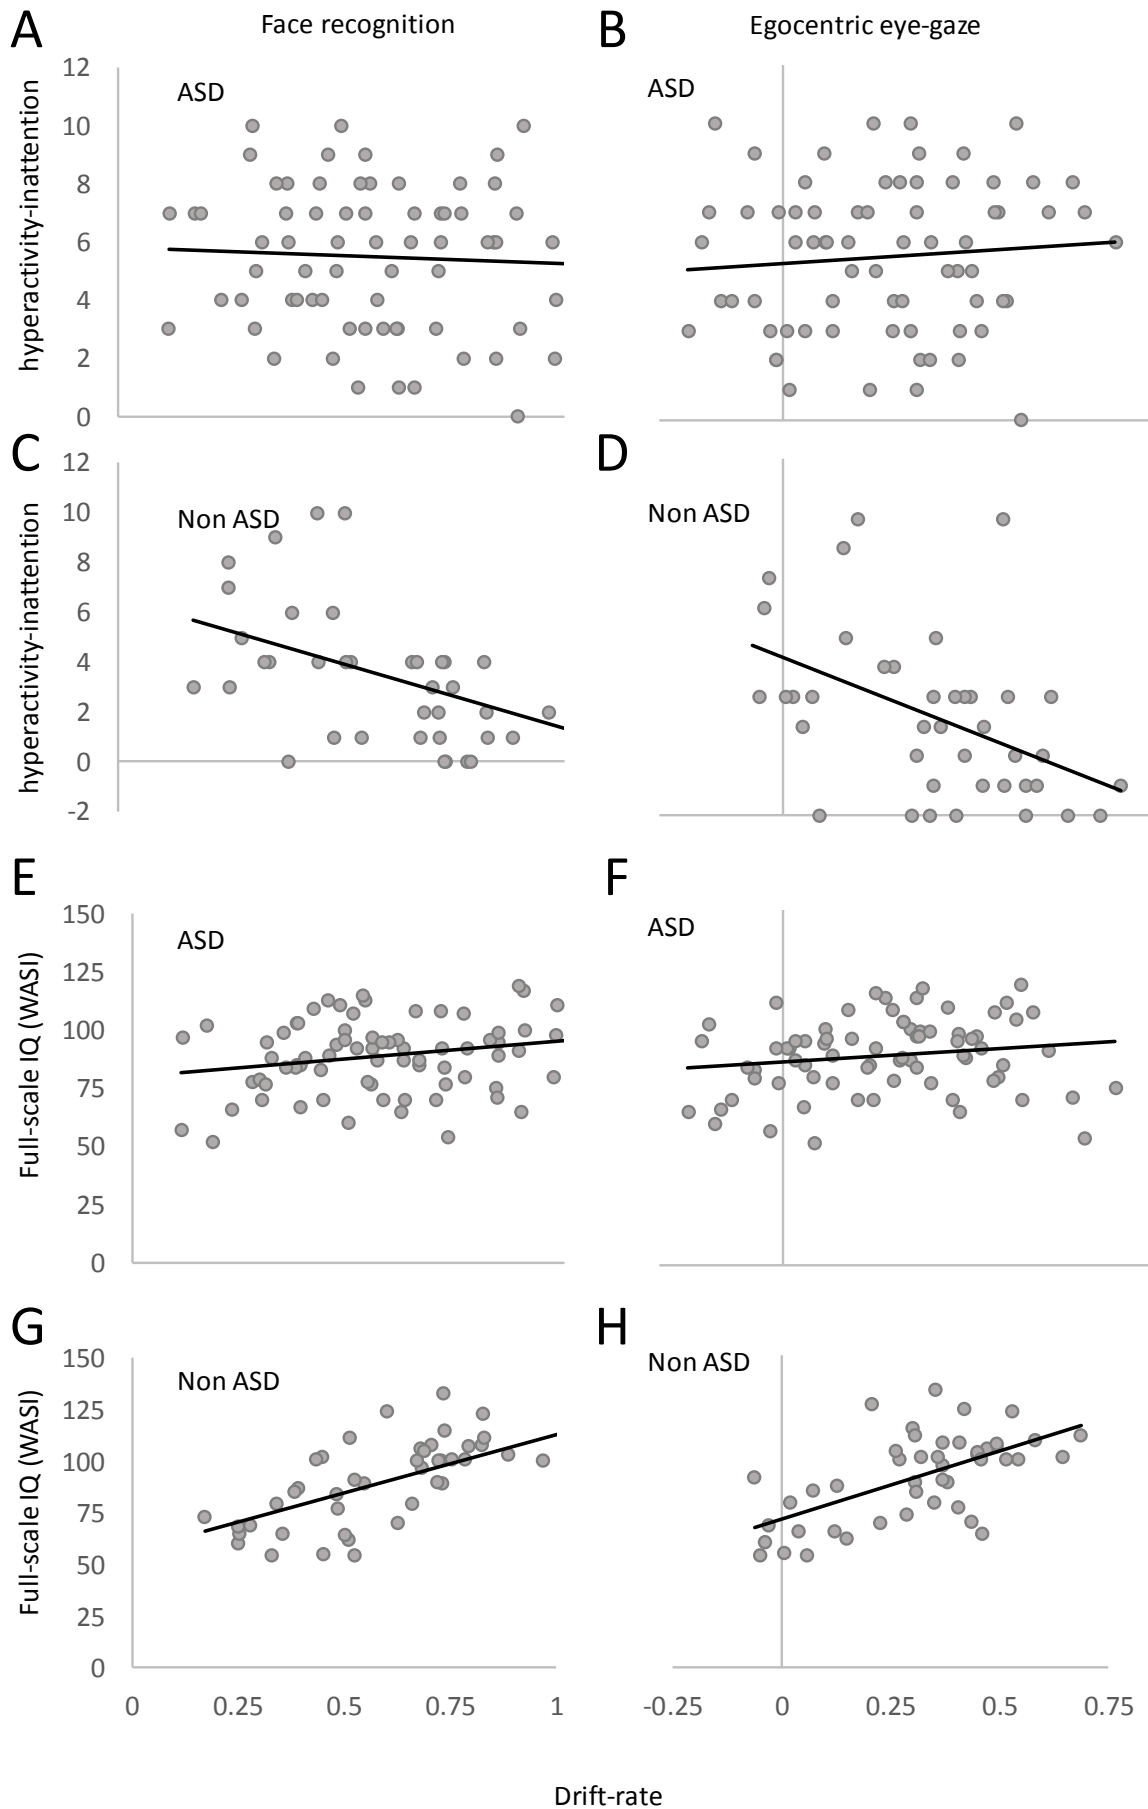 A Face recognition B Egocentric eye-gaze
hyperactivity-inattention
12
10
8
6
4
2
0
ASD
ASD
C D
hyperactivity-inattention
12
10
8
6
4
2
0
-2
Non ASD
Non ASD
E F
Full-scale IQ (WASI)
150
125
100
75
50
25
0
ASD
ASD
G H
Full-scale IQ (WASI)
150
125
100
75
50
25
0
Non ASD
Non ASD
0 0.25 0.5 0.75 1
-0.25 0 0.25 0.5 0.75
Drift-rate